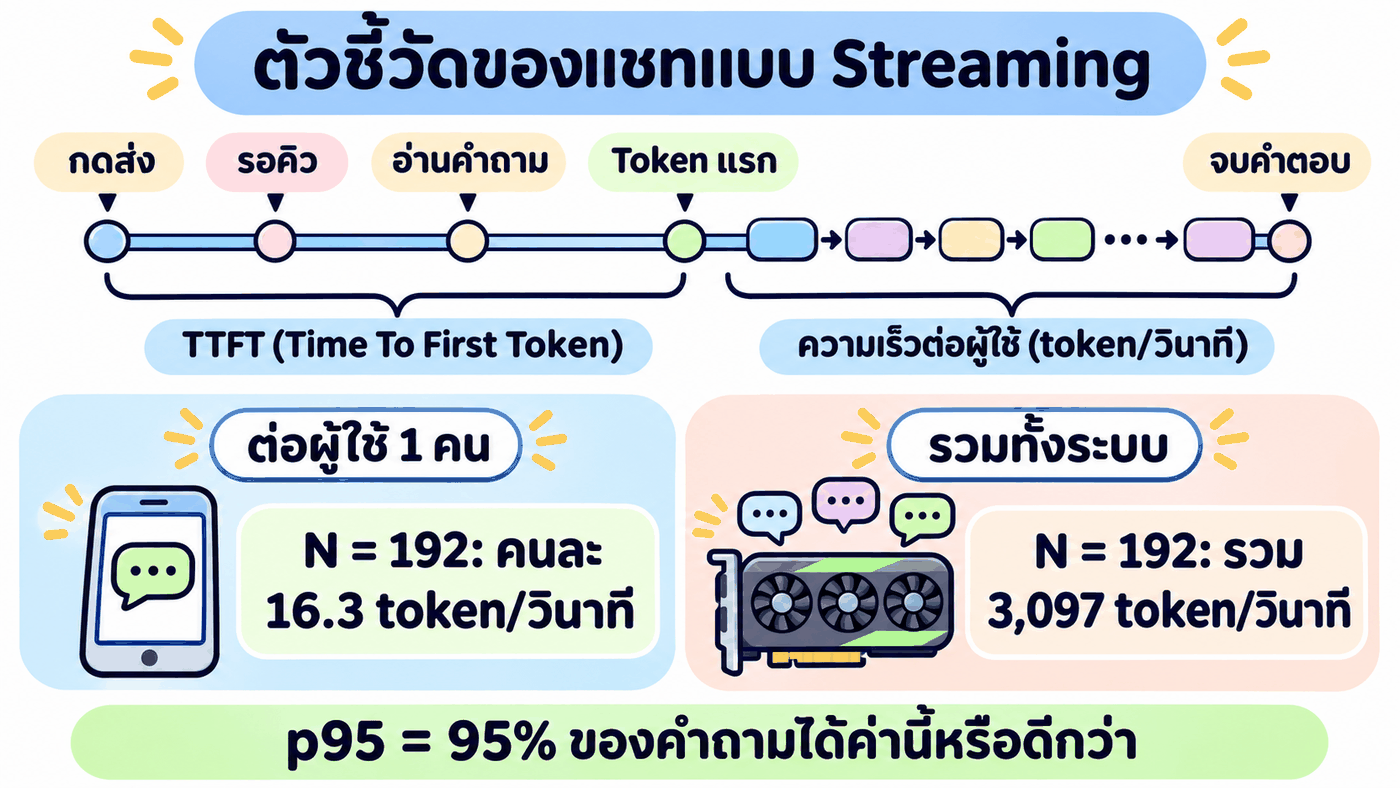 ตัวชี้วัดของแชทแบบ Streaming
กดส่ง
รอคิว
อ่านคำถาม
Token แรก
จบคำตอบ
TTFT (Time To First Token)
ความเร็วต่อผู้ใช้ (token/วินาที)
ต่อผู้ใช้ 1 คน
N = 192: คนละ
16.3 token/วินาที
รวมทั้งระบบ
N = 192: รวม
3,097 token/วินาที
p95 = 95% ของคำถามได้ค่านี้หรือดีกว่า